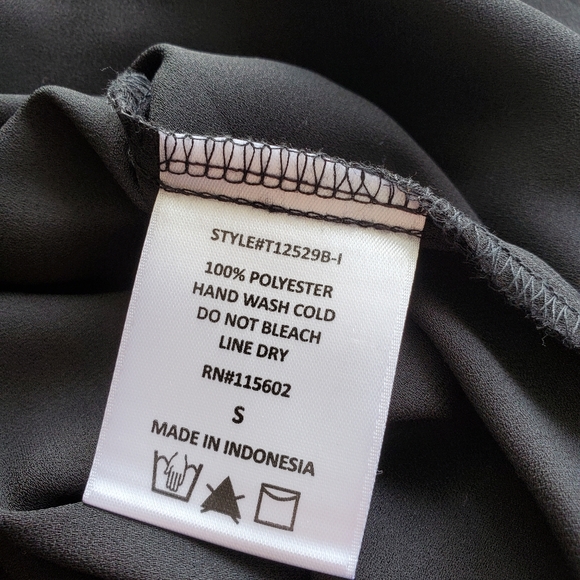 STYLE#T12529B-I
100% POLYESTER
HAND WASH COLD
DO NOT BLEACH
LINE DRY
RN#115602
S
MADE IN INDONESIA